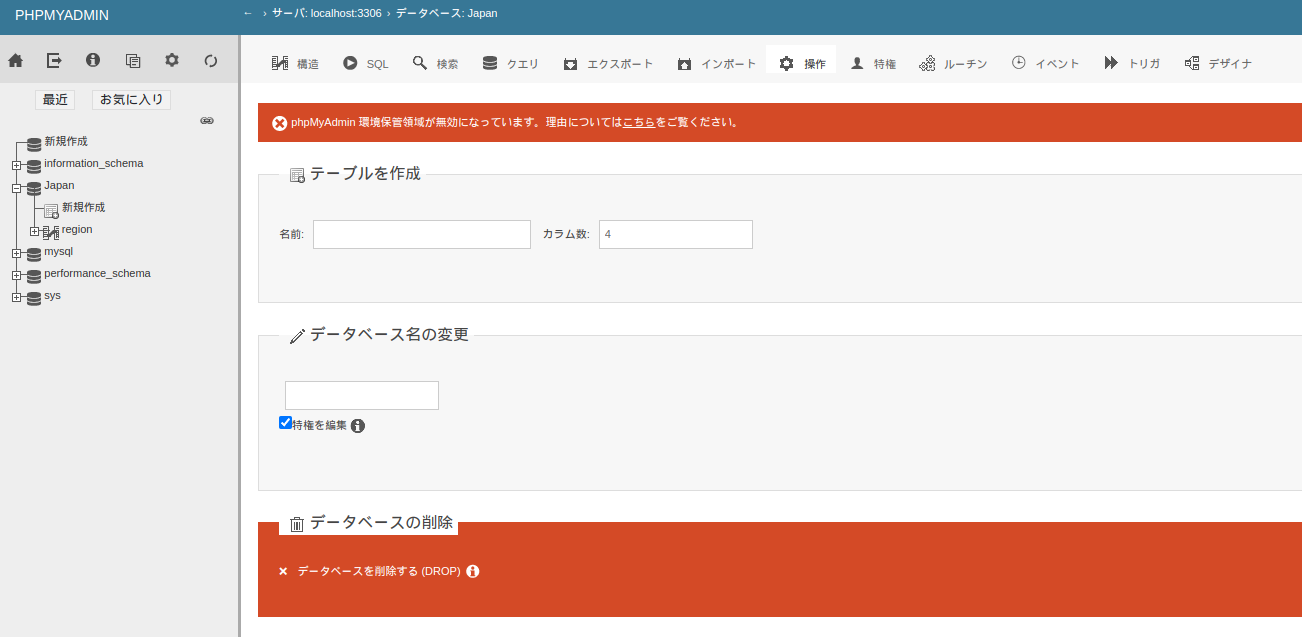 PHPMYADMIN
← › サーバ: localhost:3306 › データベース: Japan
構造 SQL 検索 クエリ エクスポート インポート 操作 特権 ルーチン イベント トリガ デザイナ
最近 お気に入り
新規作成
information_schema
Japan
新規作成
region
mysql
performance_schema
sys
phpMyAdmin 環境保管領域が無効になっています。理由についてはこちらをご覧ください。
テーブルを作成
名前: カラム数: 4
データベース名の変更
特権を編集
データベースの削除
データベースを削除する (DROP)